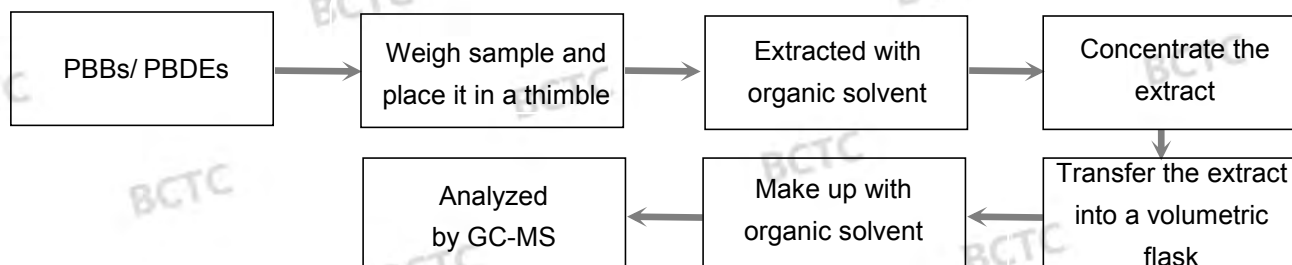 PBBs/ PBDEs
Weigh sample and
place it in a thimble
Extracted with
organic solvent
Concentrate the
extract
Transfer the extract
into a volumetric
flask
Make up with
organic solvent
Analyzed
by GC-MS
BCTC
BCTC
BCTC
BCTC
BCTC
BCTC